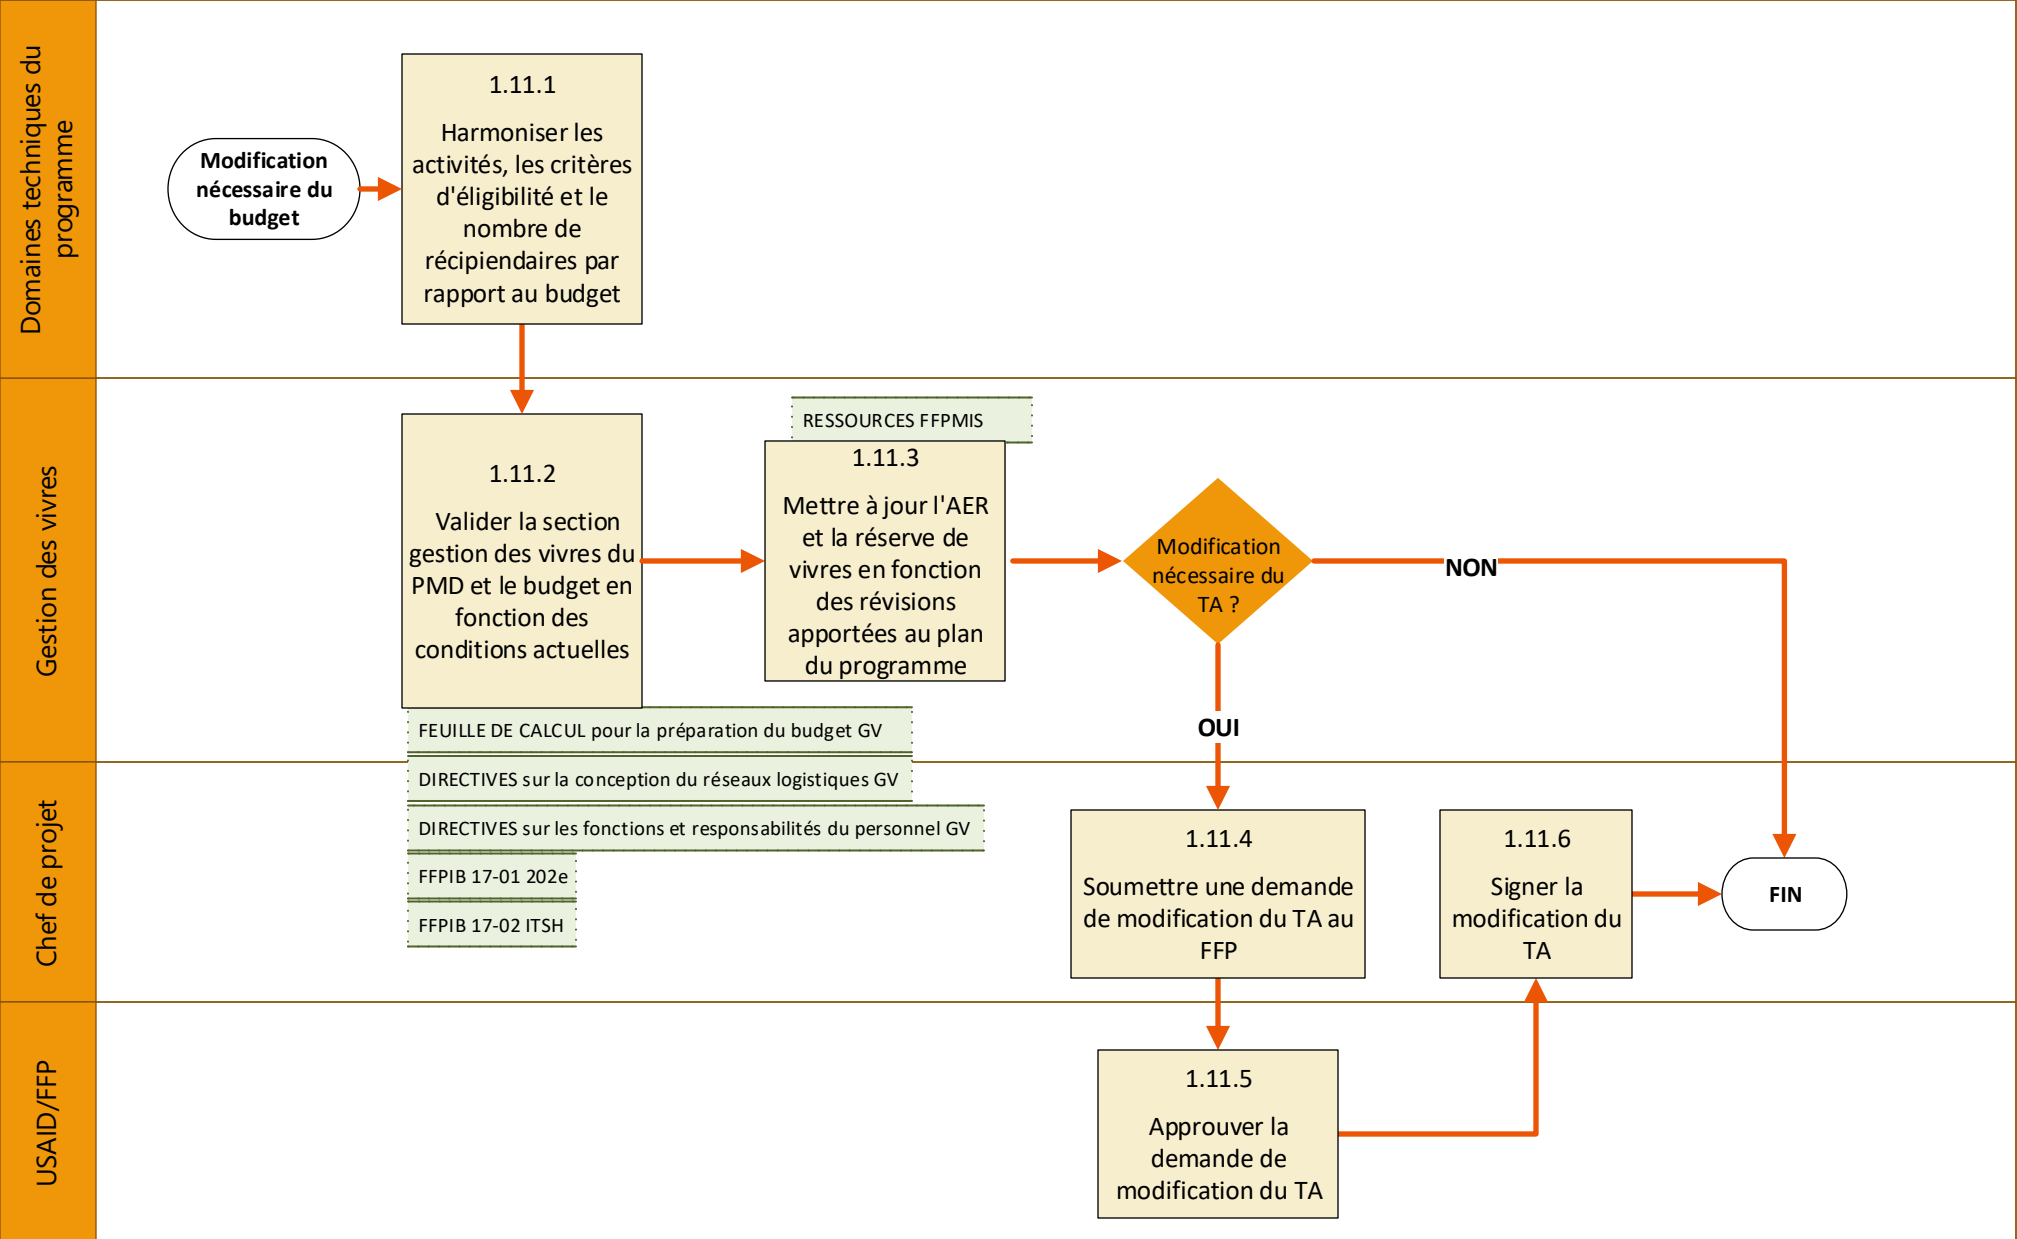 Domaines techniques du
programme
Modification
nécessaire du
budget
1.11.1
Harmoniser les
activités, les critères
d'éligibilité et le
nombre de
récipiendaires par
rapport au budget
Gestion des vivres
1.11.2
Valider la section
gestion des vivres du
PMD et le budget en
fonction des
conditions actuelles
RESSOURCES FFPMIS
1.11.3
Mettre à jour l'AER
et la réserve de
vivres en fonction
des révisions
apportées au plan
du programme
Modification
nécessaire du
TA ?
NON
OUI
FEUILLE DE CALCUL pour la préparation du budget GV
DIRECTIVES sur la conception du réseaux logistiques GV
DIRECTIVES sur les fonctions et responsabilités du personnel GV
FFPIB 17-01 202e
FFPIB 17-02 ITSH
Chef de projet
1.11.4
Soumettre une demande
de modification du TA au
FFP
1.11.6
Signer la
modification du
TA
FIN
USAID/FFP
1.11.5
Approuver la
demande de
modification du TA